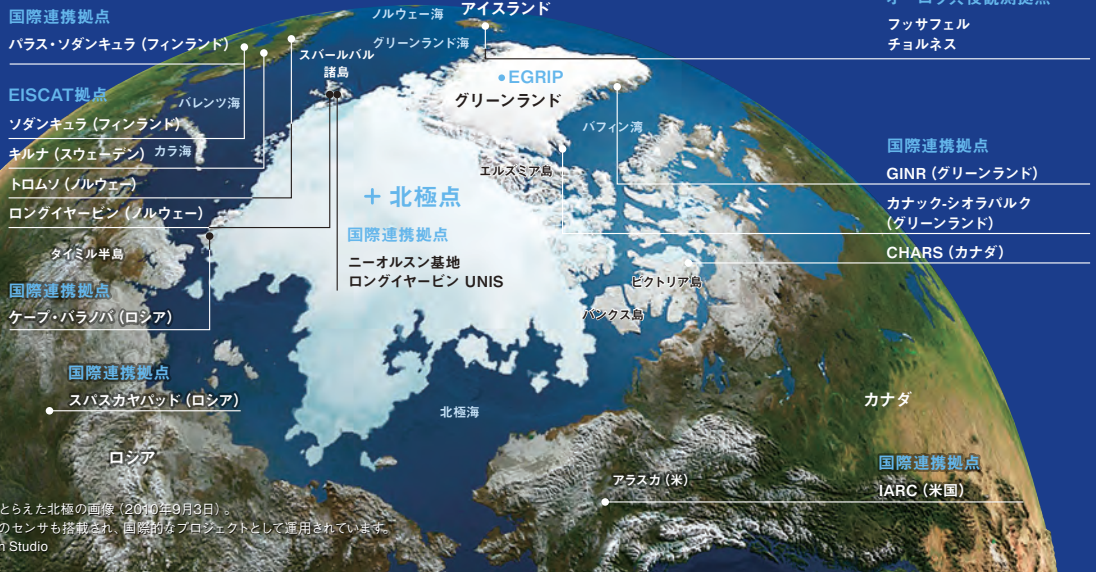 国際連携拠点
パラス・ソダンキュラ（フィンランド）
EISCAT拠点
ソダンキュラ（フィンランド）
キルナ（スウェーデン）
トロムソ（ノルウェー）
ロングイヤービン（ノルウェー）
タイミル半島
国際連携拠点
ケープ・バラノバ（ロシア）
国際連携拠点
スパスカヤパッド（ロシア）
ロシア
とらえた北極の画像（2010年9月3日）。
のセンサも搭載され、国際的なプロジェクトとして運用されています。
n Studio
ノルウェー海
グリーンランド海
スバールバル
諸島
バレンツ海
カラ海
アイスランド
EGRIP
グリーンランド
バフィン湾
エルズミア島
+ 北極点
国際連携拠点
ニーオルスン基地
ロングイヤービン UNIS
ビクトリア島
バンクス島
北極海
アラスカ（米）
カナダ
フッサフェル
チョルネス
国際連携拠点
GINR（グリーンランド）
カナック-シオラパルク
（グリーンランド）
CHARS（カナダ）
国際連携拠点
IARC（米国）